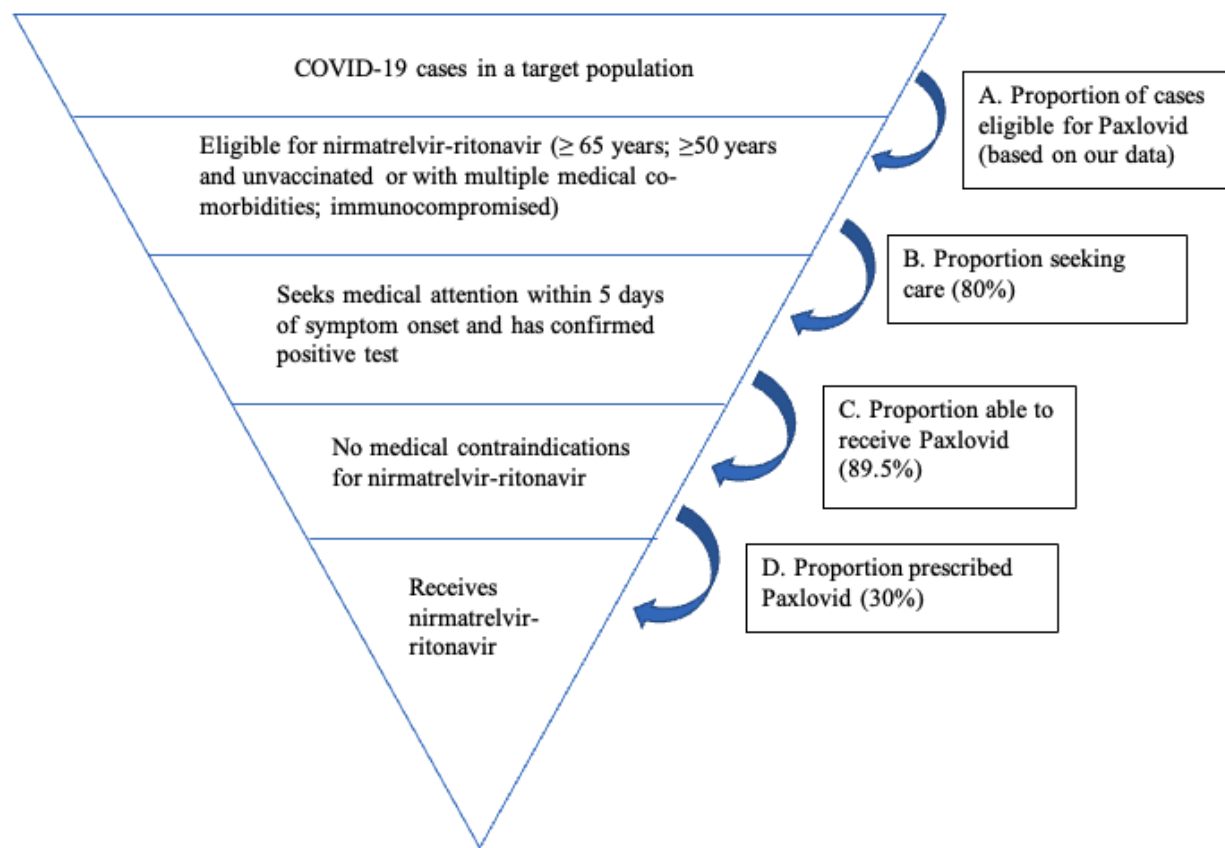 COVID-19 cases in a target population
A. Proportion of cases
eligible for Paxlovid
(based on our data)
Eligible for nirmatrelvir-ritonavir (≥ 65 years; ≥50 years
and unvaccinated or with multiple medical co-
morbidities; immunocompromised)
B. Proportion seeking
care (80%)
Seeks medical attention within 5 days
of symptom onset and has confirmed
positive test
C. Proportion able to
receive Paxlovid
(89.5%)
No medical contraindications
for nirmatrelvir-ritonavir
D. Proportion prescribed
Paxlovid (30%)
Receives
nirmatrelvir-
ritonavir